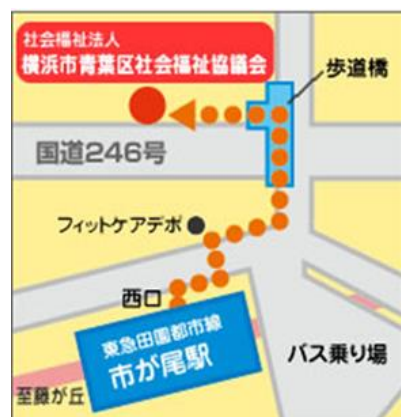 社会福祉法人
横浜市青葉区社会福祉協議会
歩道橋
国道246号
フィットケアデポ
西口
東急田園都市線
市が尾駅
バス乗り場
至藤が丘